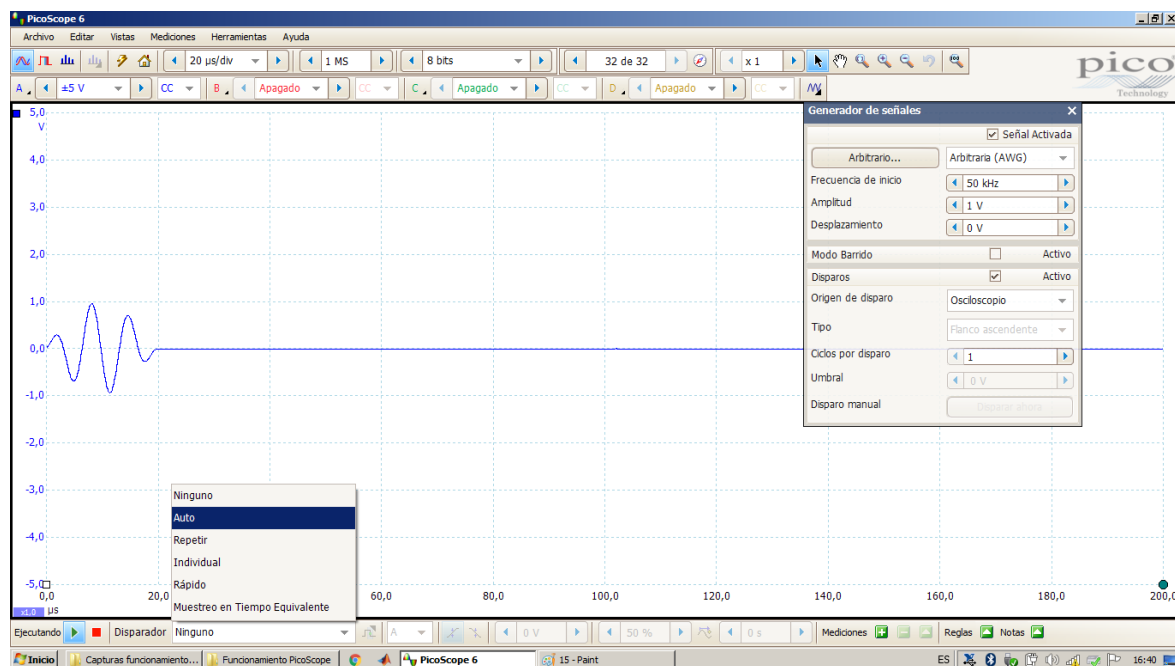 PicoScope 6
Archivo Editar Vistas Mediciones Herramientas Ayuda
20 µs/div 1 MS 8 bits 32 de 32 x 1
pico
Technology
A ±5 V CC B Apagado CC C Apagado CC D Apagado CC
Generador de señales
Señal Activada
Arbitrario... Arbitraria (AWG)
Frecuencia de inicio 50 kHz
Amplitud 1 V
Desplazamiento 0 V
Modo Barrido Activo
Disparos Activo
Origen de disparo Osciloscopio
Tipo Flanco ascendente
Ciclos por disparo 1
Umbral 0 V
Disparo manual Disparar ahora
5,0
V
4,0
3,0
2,0
1,0
0,0
-1,0
-2,0
-3,0
-4,0
-5,0
Ninguno
Auto
Repetir
Individual
Rápido
Muestreo en Tiempo Equivalente
0,0 20,0 60,0 80,0 100,0 120,0 140,0 160,0 180,0 200,0
x1,0 µs
Ejecutando Disparador Ninguno A 0 V 50 % 0 s Mediciones Reglas Notas
Inicio Capturas funcionamiento... Funcionamiento PicoScope PicoScope 6 15 - Paint ES 16:40